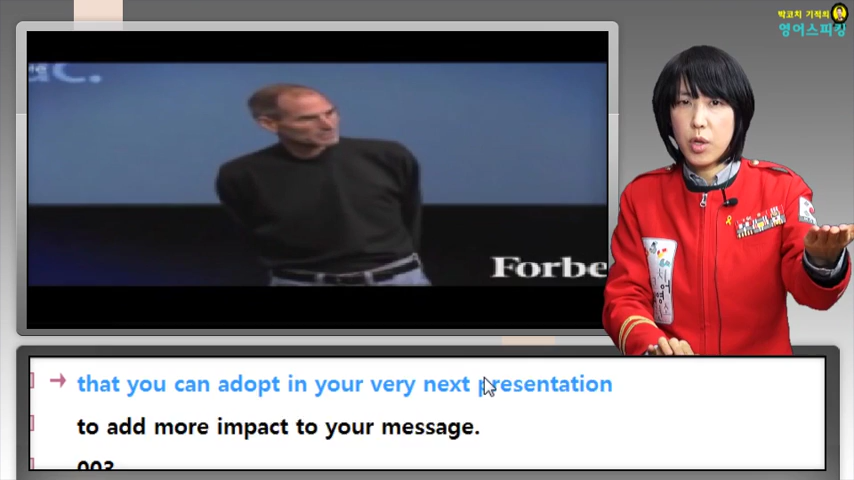 박코치 기적의
영어스피킹
ac.
Forbe
that you can adopt in your very next presentation
to add more impact to your message.
003